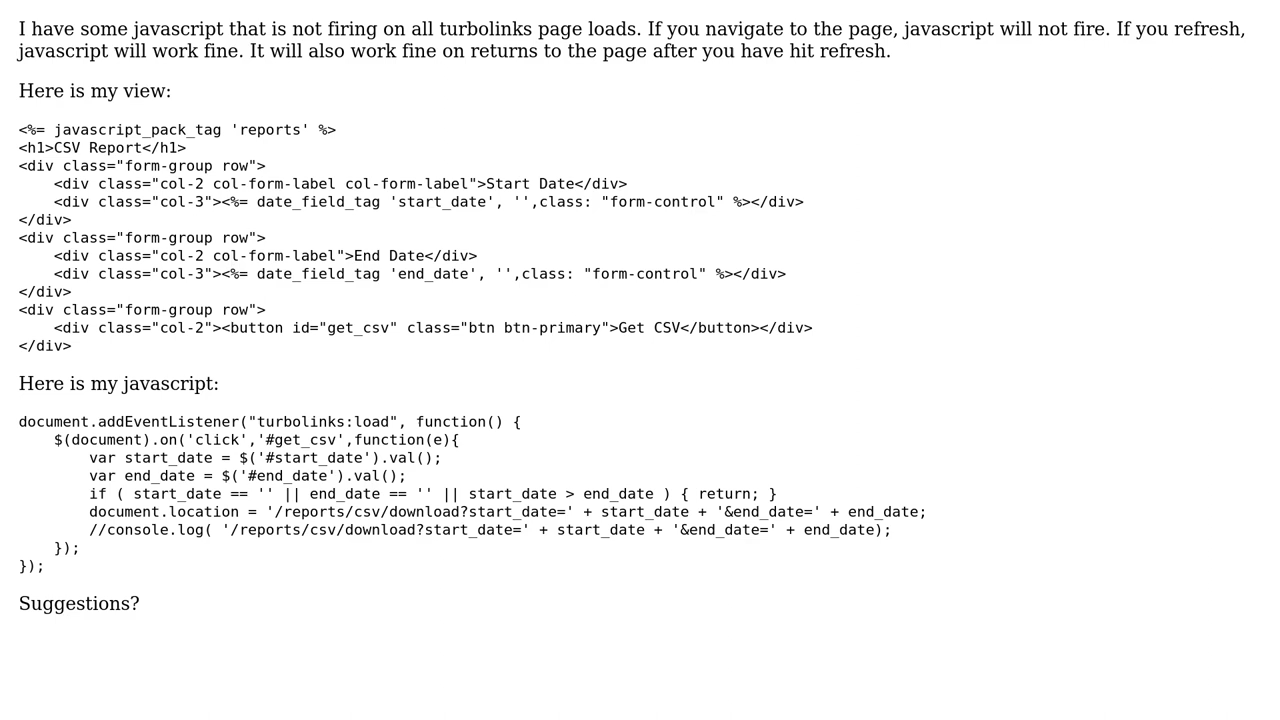 I have some javascript that is not firing on all turbolinks page loads. If you navigate to the page, javascript will not fire. If you refresh,
javascript will work fine. It will also work fine on returns to the page after you have hit refresh.
Here is my view:
<%= javascript_pack_tag 'reports' %>
<h1>CSV Report</h1>
<div class="form-group row">
    <div class="col-2 col-form-label col-form-label">Start Date</div>
    <div class="col-3"><%= date_field_tag 'start_date', '',class: "form-control" %></div>
</div>
<div class="form-group row">
    <div class="col-2 col-form-label">End Date</div>
    <div class="col-3"><%= date_field_tag 'end_date', '',class: "form-control" %></div>
</div>
<div class="form-group row">
    <div class="col-2"><button id="get_csv" class="btn btn-primary">Get CSV</button></div>
</div>
Here is my javascript:
document.addEventListener("turbolinks:load", function() {
    $(document).on('click','#get_csv',function(e){
        var start_date = $('#start_date').val();
        var end_date = $('#end_date').val();
        if ( start_date == '' || end_date == '' || start_date > end_date ) { return; }
        document.location = '/reports/csv/download?start_date=' + start_date + '&end_date=' + end_date;
        //console.log( '/reports/csv/download?start_date=' + start_date + '&end_date=' + end_date);
    });
});
Suggestions?